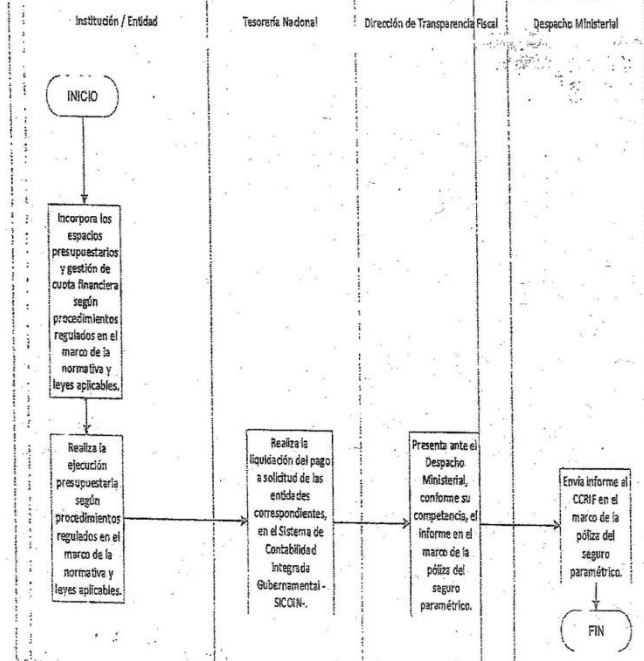 Institución / Entidad
Tesorería Nacional
Dirección de Transparencia Fiscal
Despacho Ministerial
INICIO
Incorpora los
espacios
presupuestarios
y gestión de
cuota financiera
según
procedimientos
regulados en el
marco de la
normativa y
leyes aplicables.
Realiza la
ejecución
presupuestaria
según
procedimientos
regulados en el
marco de la
normativa y
leyes aplicables.
Realiza la
liquidación del pago
a solicitud de las
entidades
correspondientes,
en el Sistema de
Contabilidad
Integrada
Gubernamental -
SICOIN-.
Presenta ante el
Despacho
Ministerial,
conforme su
competencia, el
informe en el
marco de la
póliza del
seguro
paramétrico.
Envía informe al
CCRIF en el
marco de la
póliza del
seguro
paramétrico.
FIN